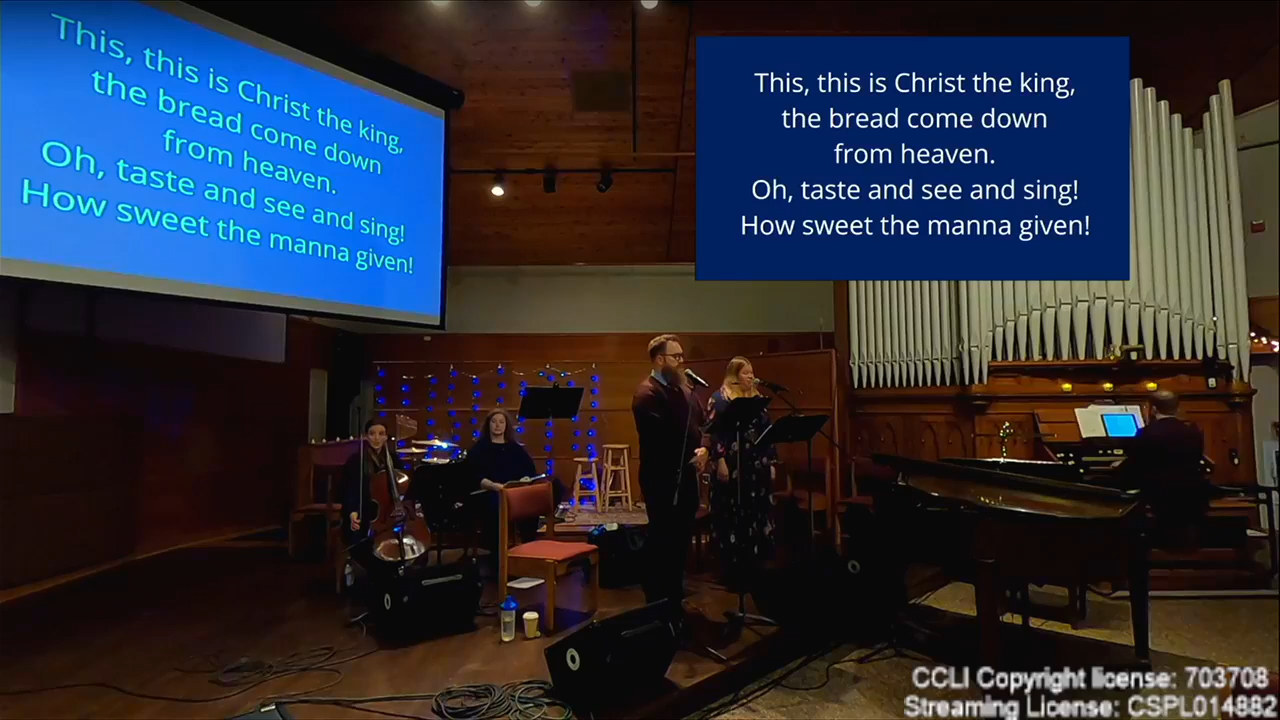 This, this is Christ the king,
the bread come down
from heaven.
Oh, taste and see and sing!
How sweet the manna given!
This, this is Christ the king,
the bread come down
from heaven.
Oh, taste and see and sing!
How sweet the manna given!
CCLI Copyright license: 703708
Streaming License: CSPL014882